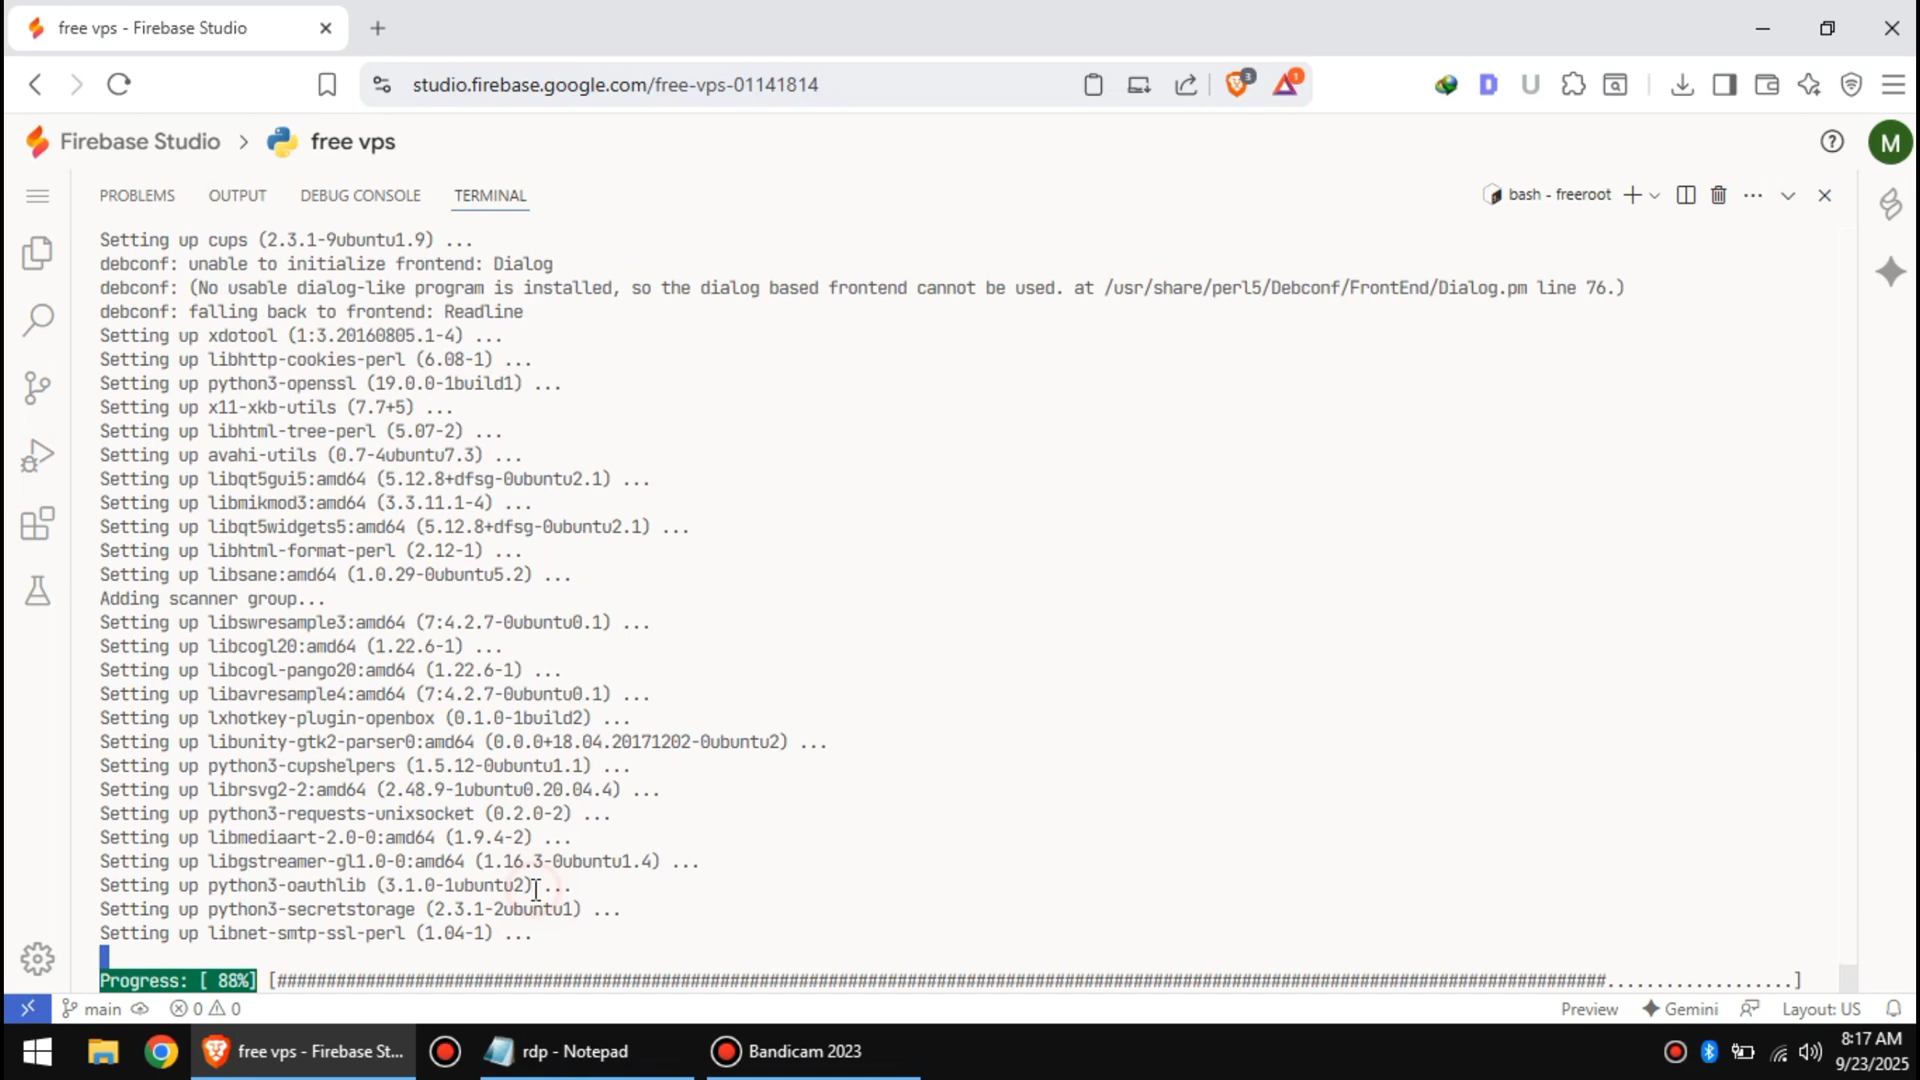 free vps - Firebase Studio
studio.firebase.google.com/free-vps-01141814
3
1
Firebase Studio > free vps
M
PROBLEMS OUTPUT DEBUG CONSOLE TERMINAL
bash - freeroot
Setting up cups (2.3.1-9ubuntu1.9) ...
debconf: unable to initialize frontend: Dialog
debconf: (No usable dialog-like program is installed, so the dialog based frontend cannot be used. at /usr/share/perl5/Debconf/FrontEnd/Dialog.pm line 76.)
debconf: falling back to frontend: Readline
Setting up xdotool (1:3.20160805.1-4) ...
Setting up libhttp-cookies-perl (6.08-1) ...
Setting up python3-openssl (19.0.0-1build1) ...
Setting up x11-xkb-utils (7.7+5) ...
Setting up libhtml-tree-perl (5.07-2) ...
Setting up avahi-utils (0.7-4ubuntu7.3) ...
Setting up libqt5gui5:amd64 (5.12.8+dfsg-0ubuntu2.1) ...
Setting up libmikmod3:amd64 (3.3.11.1-4) ...
Setting up libqt5widgets5:amd64 (5.12.8+dfsg-0ubuntu2.1) ...
Setting up libhtml-format-perl (2.12-1) ...
Setting up libsane:amd64 (1.0.29-0ubuntu5.2) ...
Adding scanner group...
Setting up libswresample3:amd64 (7:4.2.7-0ubuntu0.1) ...
Setting up libcogl20:amd64 (1.22.6-1) ...
Setting up libcogl-pango20:amd64 (1.22.6-1) ...
Setting up libavresample4:amd64 (7:4.2.7-0ubuntu0.1) ...
Setting up lxhotkey-plugin-openbox (0.1.0-1build2) ...
Setting up libunity-gtk2-parser0:amd64 (0.0.0+18.04.20171202-0ubuntu2) ...
Setting up python3-cupshelpers (1.5.12-0ubuntu1.1) ...
Setting up librsvg2-2:amd64 (2.48.9-1ubuntu0.20.04.4) ...
Setting up python3-requests-unixsocket (0.2.0-2) ...
Setting up libmediaart-2.0-0:amd64 (1.9.4-2) ...
Setting up libgstreamer-gl1.0-0:amd64 (1.16.3-0ubuntu1.4) ...
Setting up python3-oauthlib (3.1.0-1ubuntu2) ...
Setting up python3-secretstorage (2.3.1-2ubuntu1) ...
Setting up libnet-smtp-ssl-perl (1.04-1) ...
Progress: [ 88%] [#######################################################################################################################################...................]
main 0 0 Preview Gemini Layout: US
free vps - Firebase St... rdp - Notepad Bandicam 2023
8:17 AM
9/23/2025